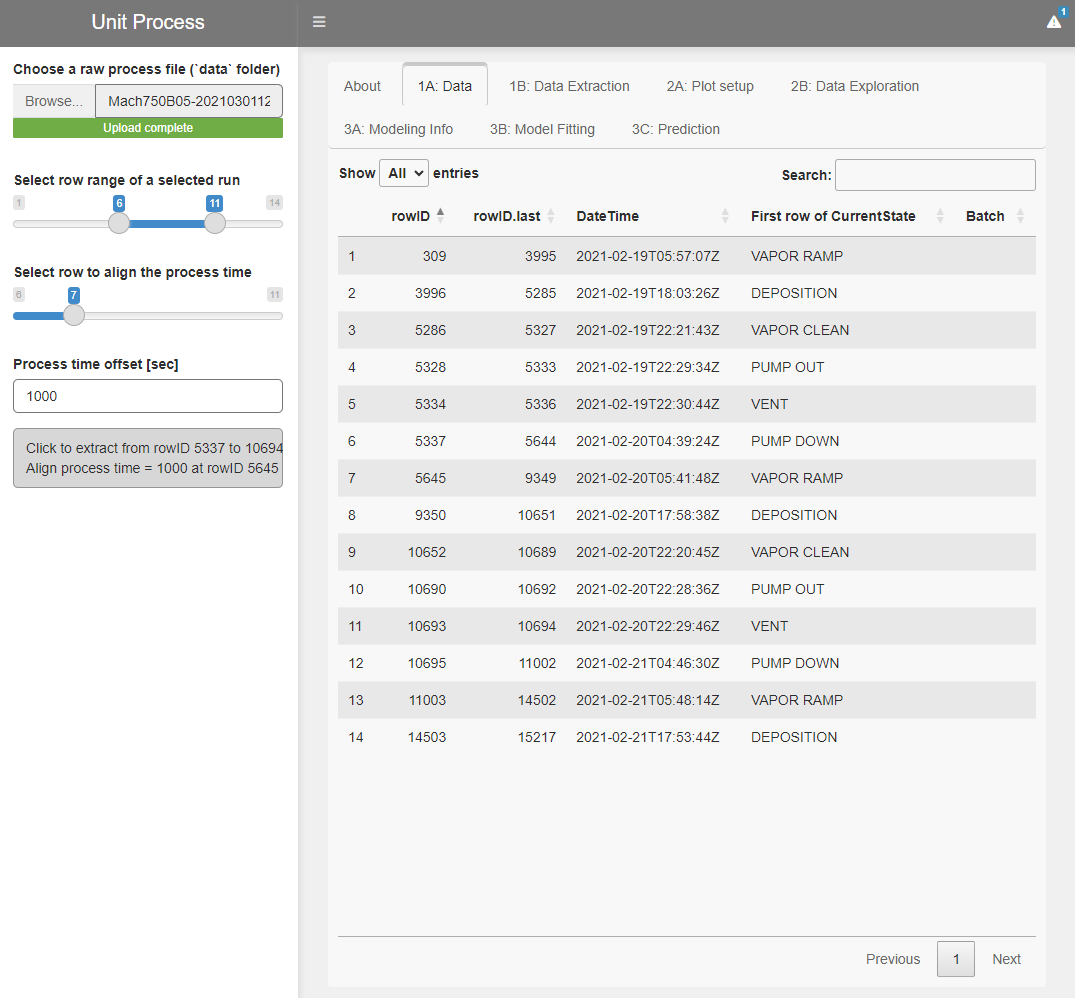 Unit Process
1
Choose a raw process file (`data` folder)
Browse... Mach750B05-2021030112
Upload complete
Select row range of a selected run
1 6 11 14
Select row to align the process time
6 7 11
Process time offset [sec]
1000
Click to extract from rowID 5337 to 10694
Align process time = 1000 at rowID 5645
About 1A: Data 1B: Data Extraction 2A: Plot setup 2B: Data Exploration
3A: Modeling Info 3B: Model Fitting 3C: Prediction
Show All entries Search:
rowID rowID.last DateTime First row of CurrentState Batch
1 309 3995 2021-02-19T05:57:07Z VAPOR RAMP
2 3996 5285 2021-02-19T18:03:26Z DEPOSITION
3 5286 5327 2021-02-19T22:21:43Z VAPOR CLEAN
4 5328 5333 2021-02-19T22:29:34Z PUMP OUT
5 5334 5336 2021-02-19T22:30:44Z VENT
6 5337 5644 2021-02-20T04:39:24Z PUMP DOWN
7 5645 9349 2021-02-20T05:41:48Z VAPOR RAMP
8 9350 10651 2021-02-20T17:58:38Z DEPOSITION
9 10652 10689 2021-02-20T22:20:45Z VAPOR CLEAN
10 10690 10692 2021-02-20T22:28:36Z PUMP OUT
11 10693 10694 2021-02-20T22:29:46Z VENT
12 10695 11002 2021-02-21T04:46:30Z PUMP DOWN
13 11003 14502 2021-02-21T05:48:14Z VAPOR RAMP
14 14503 15217 2021-02-21T17:53:44Z DEPOSITION
Previous 1 Next